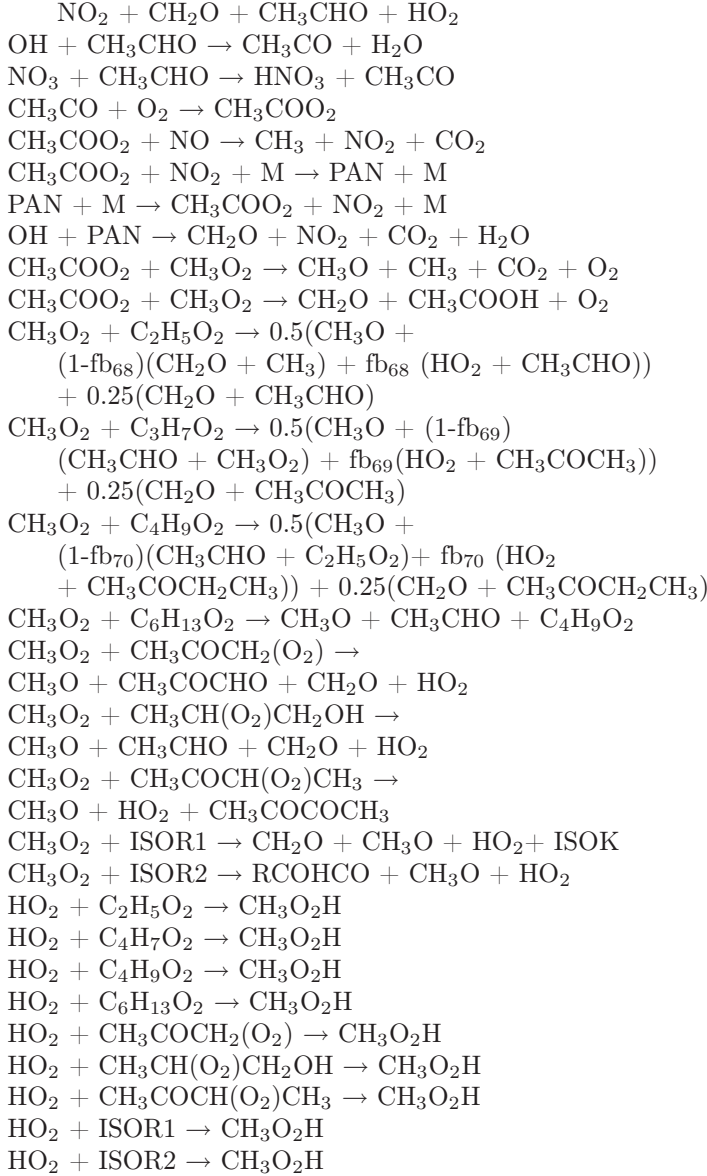 NO₂ + CH₂O + CH₃CHO + HO₂
OH + CH₃CHO → CH₃CO + H₂O
NO₃ + CH₃CHO → HNO₃ + CH₃CO
CH₃CO + O₂ → CH₃COO₂
CH₃COO₂ + NO → CH₃ + NO₂ + CO₂
CH₃COO₂ + NO₂ + M → PAN + M
PAN + M → CH₃COO₂ + NO₂ + M
OH + PAN → CH₂O + NO₂ + CO₂ + H₂O
CH₃COO₂ + CH₃O₂ → CH₃O + CH₃ + CO₂ + O₂
CH₃COO₂ + CH₃O₂ → CH₂O + CH₃COOH + O₂
CH₃O₂ + C₂H₅O₂ → 0.5(CH₃O +
(1-fb₆₈)(CH₂O + CH₃) + fb₆₈ (HO₂ + CH₃CHO))
+ 0.25(CH₂O + CH₃CHO)
CH₃O₂ + C₃H₇O₂ → 0.5(CH₃O + (1-fb₆₉)
(CH₃CHO + CH₃O₂) + fb₆₉(HO₂ + CH₃COCH₃))
+ 0.25(CH₂O + CH₃COCH₃)
CH₃O₂ + C₄H₉O₂ → 0.5(CH₃O +
(1-fb₇₀)(CH₃CHO + C₂H₅O₂)+ fb₇₀ (HO₂
+ CH₃COCH₂CH₃)) + 0.25(CH₂O + CH₃COCH₂CH₃)
CH₃O₂ + C₆H₁₃O₂ → CH₃O + CH₃CHO + C₄H₉O₂
CH₃O₂ + CH₃COCH₂(O₂) →
CH₃O + CH₃COCHO + CH₂O + HO₂
CH₃O₂ + CH₃CH(O₂)CH₂OH →
CH₃O + CH₃CHO + CH₂O + HO₂
CH₃O₂ + CH₃COCH(O₂)CH₃ →
CH₃O + HO₂ + CH₃COCOCH₃
CH₃O₂ + ISOR1 → CH₂O + CH₃O + HO₂+ ISOK
CH₃O₂ + ISOR2 → RCOHCO + CH₃O + HO₂
HO₂ + C₂H₅O₂ → CH₃O₂H
HO₂ + C₄H₇O₂ → CH₃O₂H
HO₂ + C₄H₉O₂ → CH₃O₂H
HO₂ + C₆H₁₃O₂ → CH₃O₂H
HO₂ + CH₃COCH₂(O₂) → CH₃O₂H
HO₂ + CH₃CH(O₂)CH₂OH → CH₃O₂H
HO₂ + CH₃COCH(O₂)CH₃ → CH₃O₂H
HO₂ + ISOR1 → CH₃O₂H
HO₂ + ISOR2 → CH₃O₂H